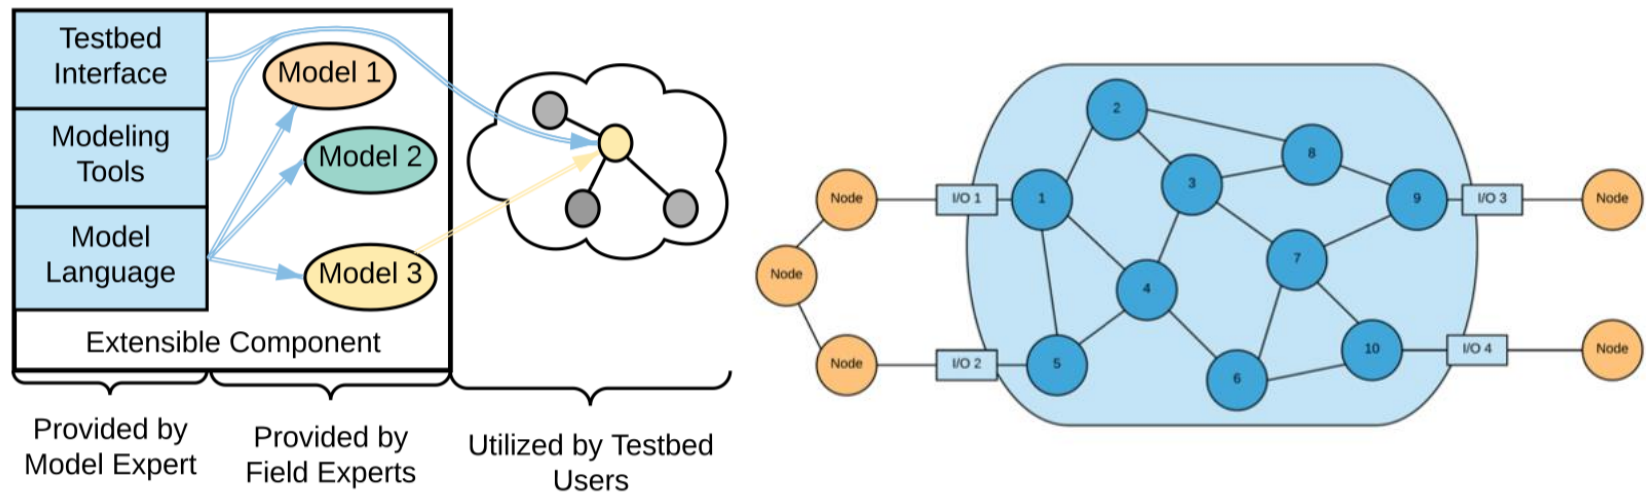 Testbed
Interface
Modeling
Tools
Model
Language
Model 1
Model 2
Model 3
Extensible Component
Provided by
Model Expert
Provided by
Field Experts
Utilized by Testbed
Users
Node
Node
Node
I/O 1
I/O 2
1
2
3
4
5
6
7
8
9
10
I/O 3
I/O 4
Node
Node